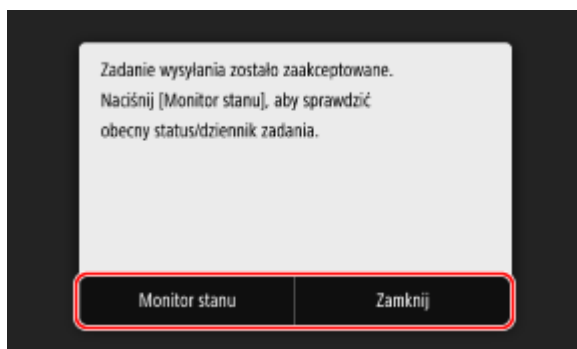 Zadanie wysyłania zostało zaakceptowane.
Naciśnij [Monitor stanu], aby sprawdzić
obecny status/dziennik zadania.
Monitor stanu
Zamknij